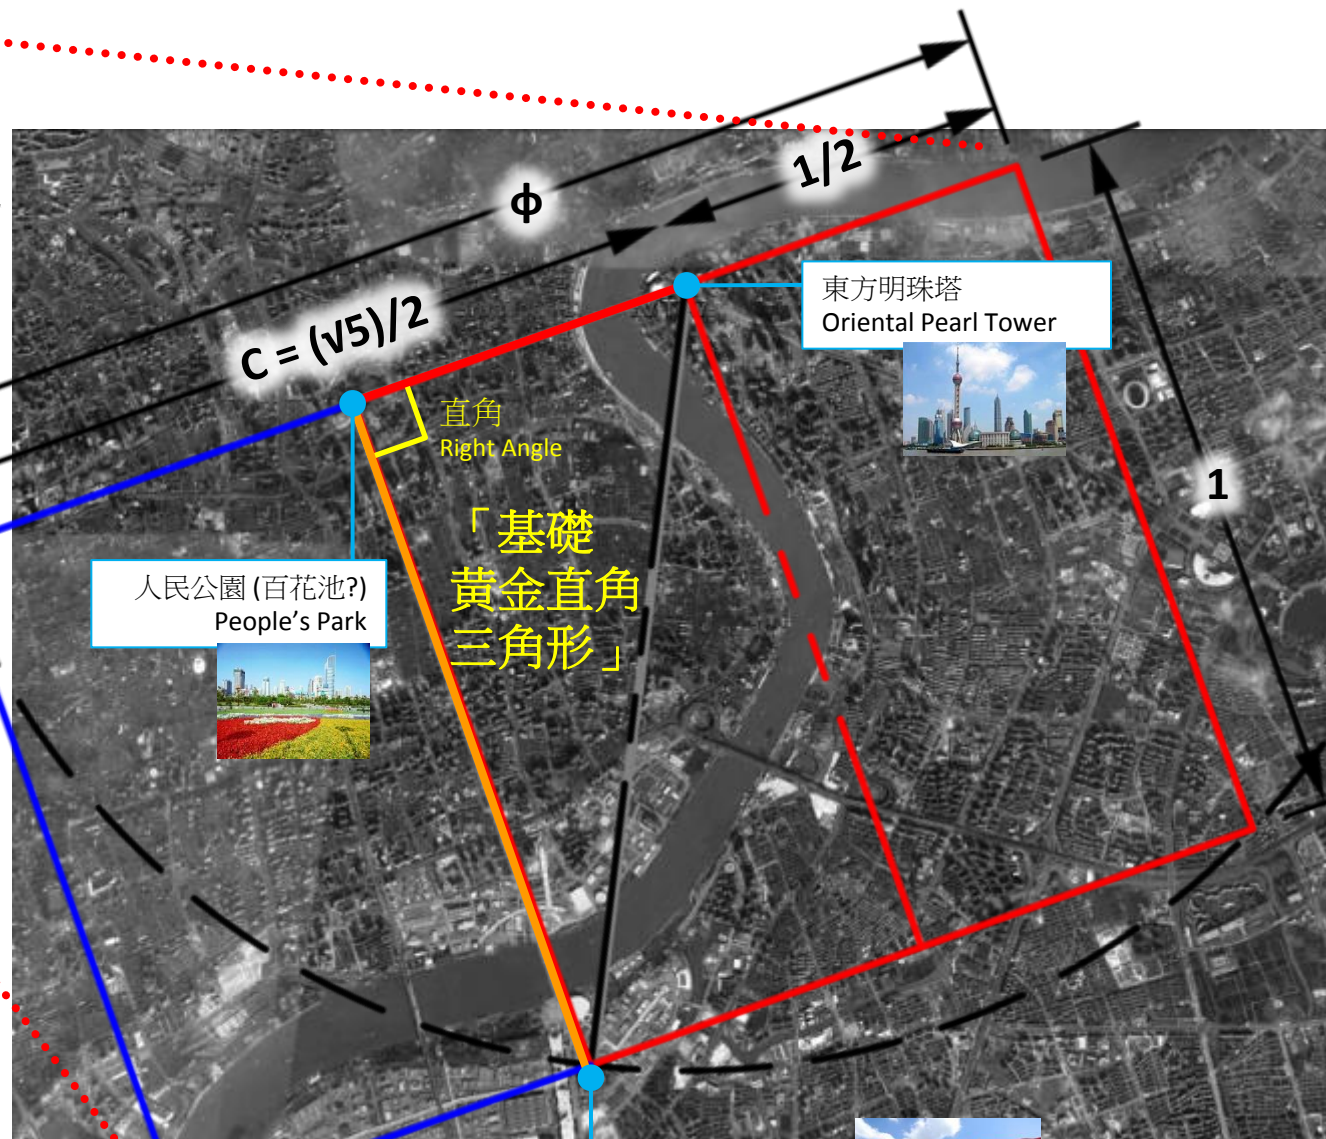 φ
1/2
C = (√5)/2
東方明珠塔
Oriental Pearl Tower
直角
Right Angle
1
「基礎
黃金直角
三角形」
人民公園 (百花池?)
People's Park